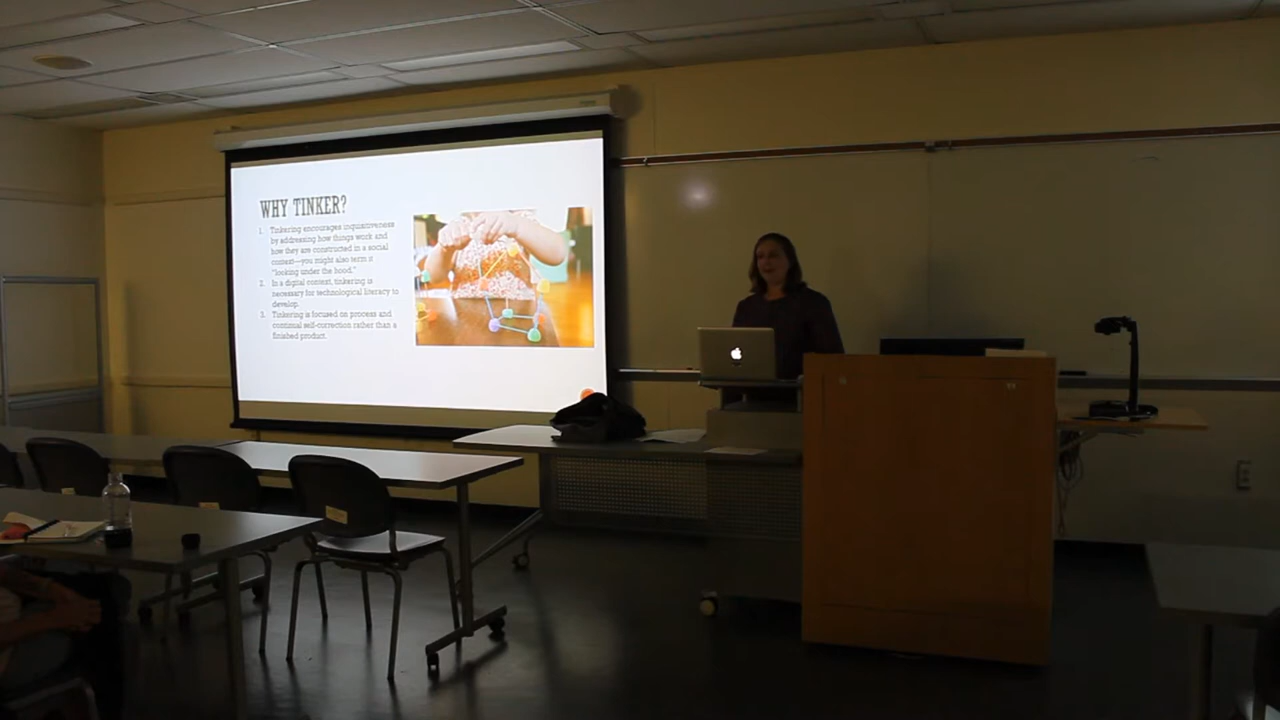 WHY TINKER?
1. Tinkering encourages inquisitiveness
by addressing how things work and
how they are constructed in a social
context—you might also term it
"looking under the hood."
2. In a digital context, tinkering is
necessary for technological literacy to
develop.
3. Tinkering is focused on process and
continual self-correction rather than a
finished product.